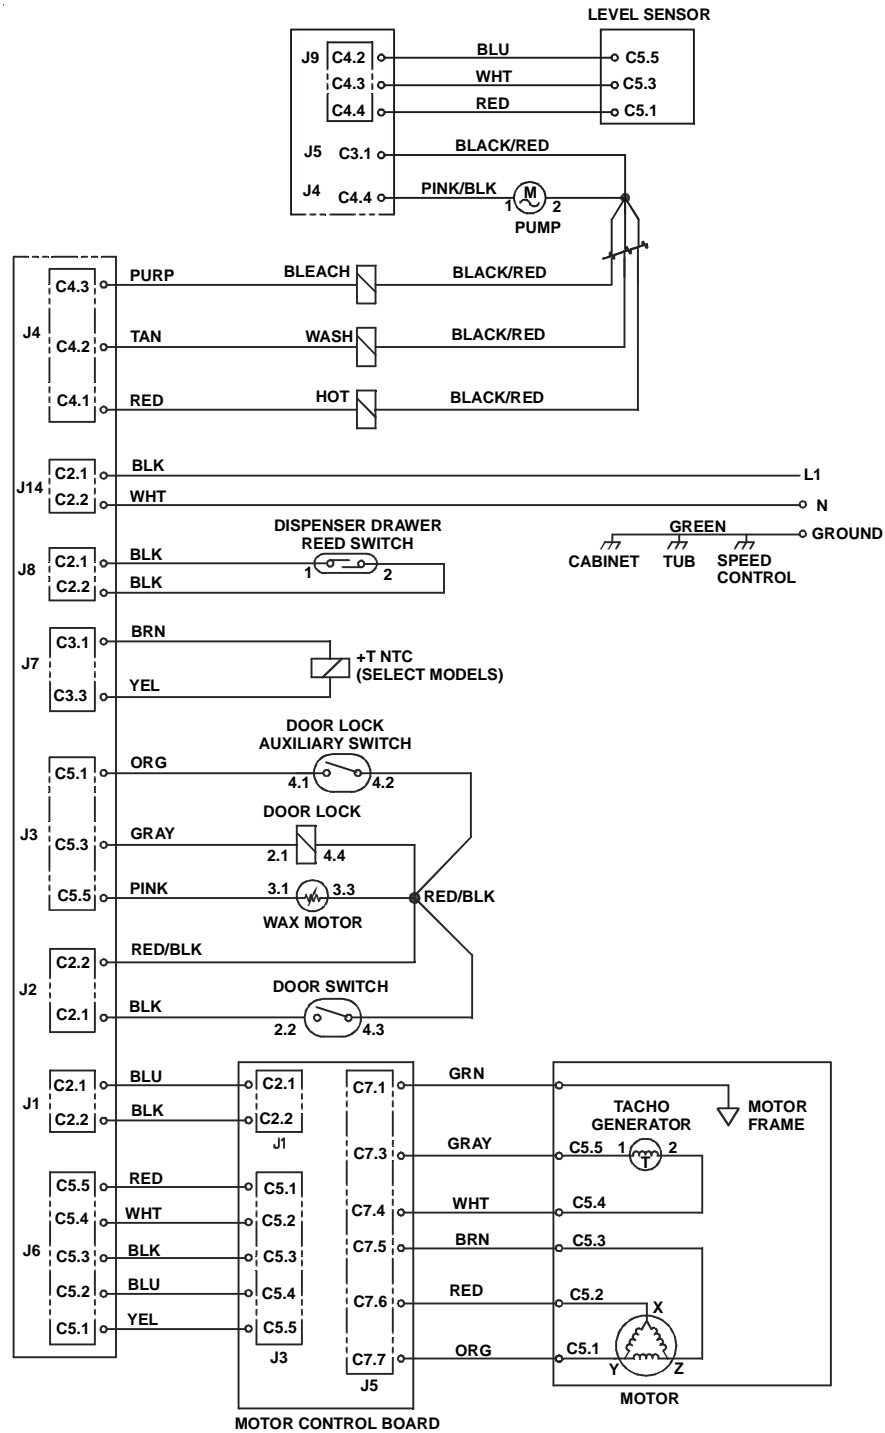 LEVEL SENSOR
J9 C4.2 BLU C5.5
C4.3 WHT C5.3
C4.4 RED C5.1
J5 C3.1 BLACK/RED
J4 C4.4 PINK/BLK 1 M 2
PUMP
J4
C4.3 PURP BLEACH BLACK/RED
C4.2 TAN WASH BLACK/RED
C4.1 RED HOT BLACK/RED
J14
C2.1 BLK L1
C2.2 WHT N
GREEN GROUND
CABINET TUB SPEED
CONTROL
DISPENSER DRAWER
REED SWITCH
J8
C2.1 BLK 1 2
C2.2 BLK
J7
C3.1 BRN
+T NTC
(SELECT MODELS)
C3.3 YEL
DOOR LOCK
AUXILIARY SWITCH
J3
C5.1 ORG 4.1 4.2
DOOR LOCK
C5.3 GRAY 2.1 4.4
C5.5 PINK 3.1 3.3 RED/BLK
WAX MOTOR
J2
C2.2 RED/BLK
DOOR SWITCH
C2.1 BLK 2.2 4.3
J1
C2.1 BLU C2.1
C2.2 BLK C2.2
J1
J6
C5.5 RED C5.1
C5.4 WHT C5.2
C5.3 BLK C5.3
C5.2 BLU C5.4
C5.1 YEL C5.5
J3
C7.1 GRN
MOTOR
FRAME
TACHO
GENERATOR
C7.3 GRAY C5.5 1 T 2
C7.4 WHT C5.4
C7.5 BRN C5.3
C7.6 RED C5.2 X
C7.7 ORG C5.1 Y Z
J5
MOTOR
MOTOR CONTROL BOARD